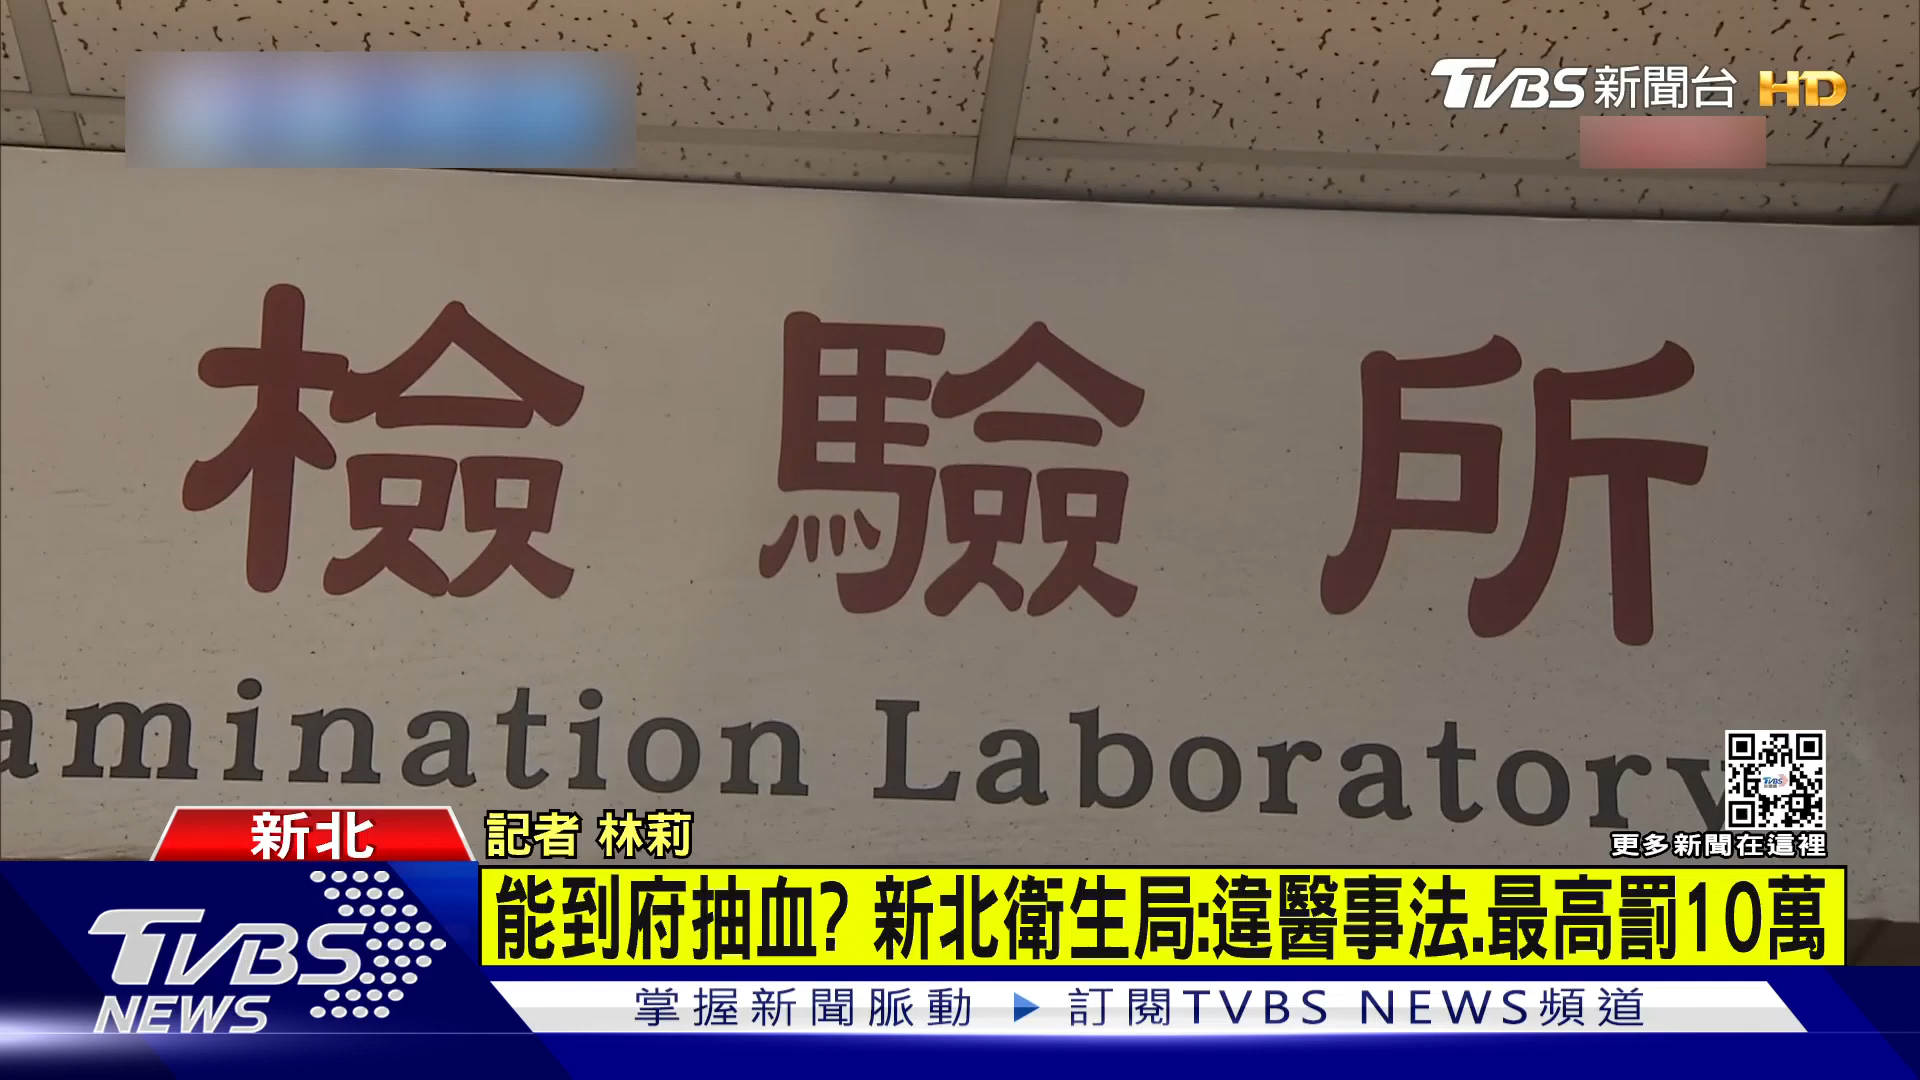 TVBS新聞台 HD
檢驗所
amination Laboratory
更多新聞在這裡
新北
記者 林莉
能到府抽血? 新北衛生局:違醫事法.最高罰10萬
TVBS
NEWS
掌握新聞脈動 ▶ 訂閱TVBS NEWS頻道